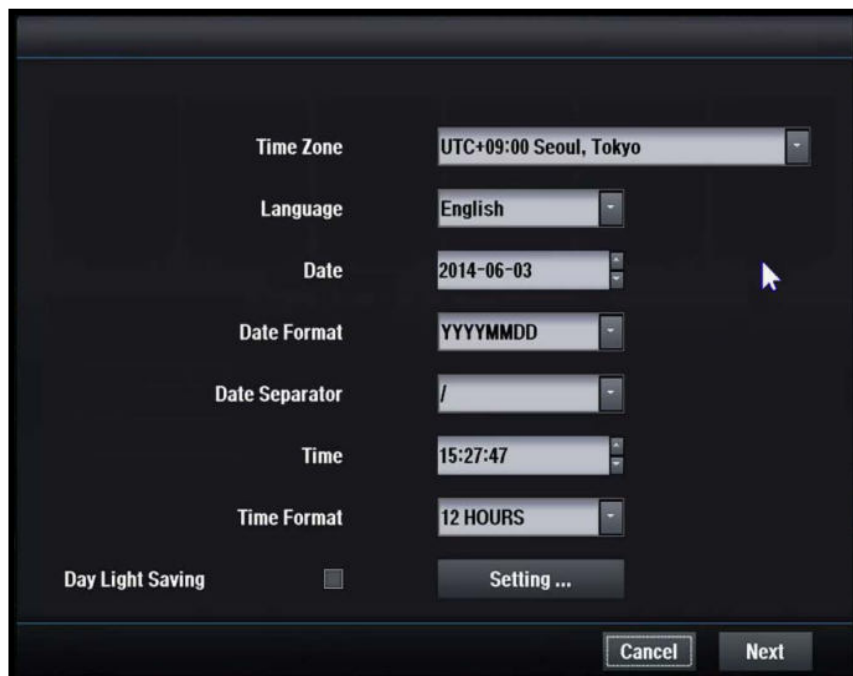 Time Zone UTC+09:00 Seoul, Tokyo
Language English
Date 2014-06-03
Date Format YYYYMMDD
Date Separator /
Time 15:27:47
Time Format 12 HOURS
Day Light Saving Setting ...
Cancel Next